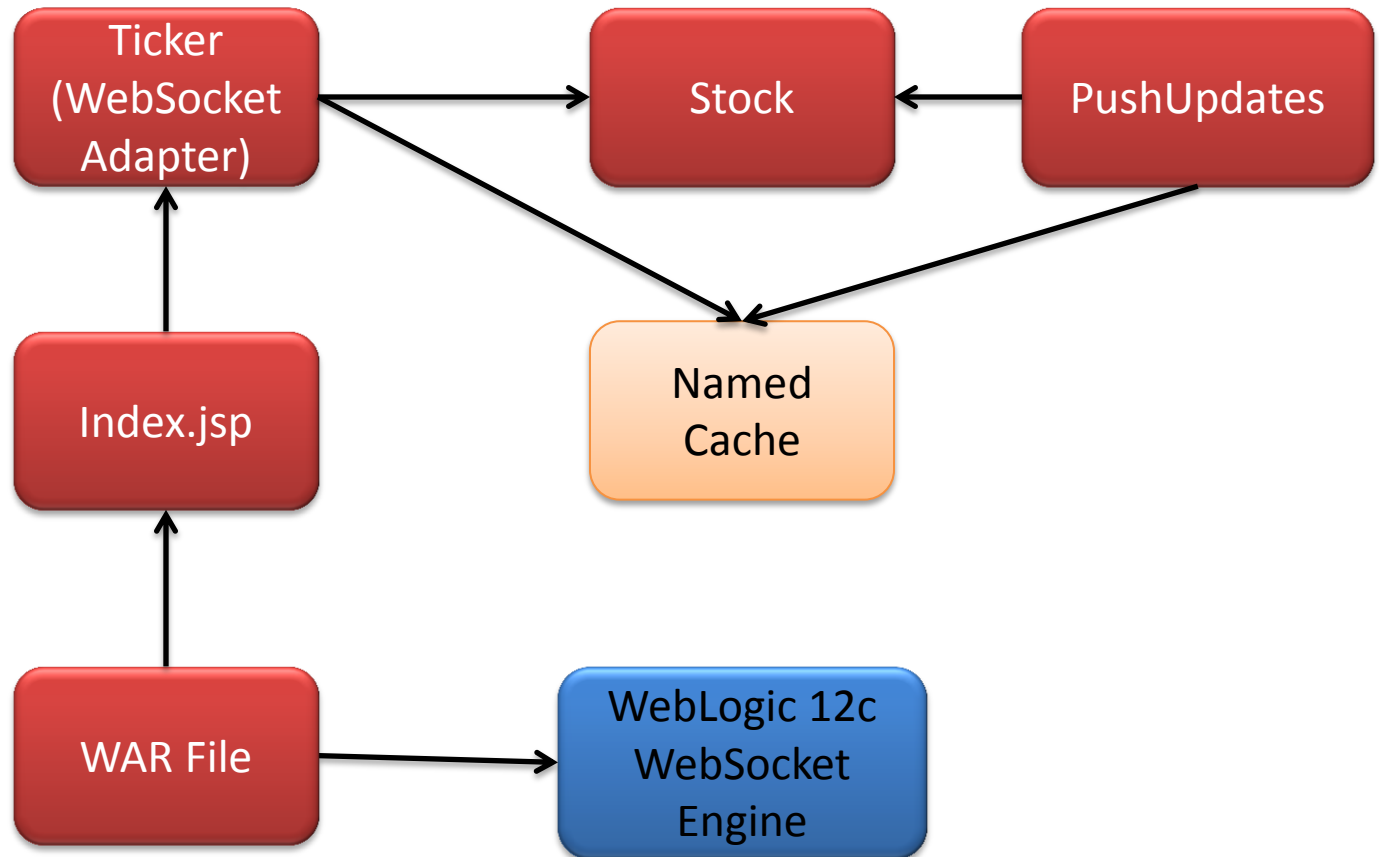 Ticker
(WebSocket
Adapter)
Stock
PushUpdates
Index.jsp
Named
Cache
WAR File
WebLogic 12c
WebSocket
Engine